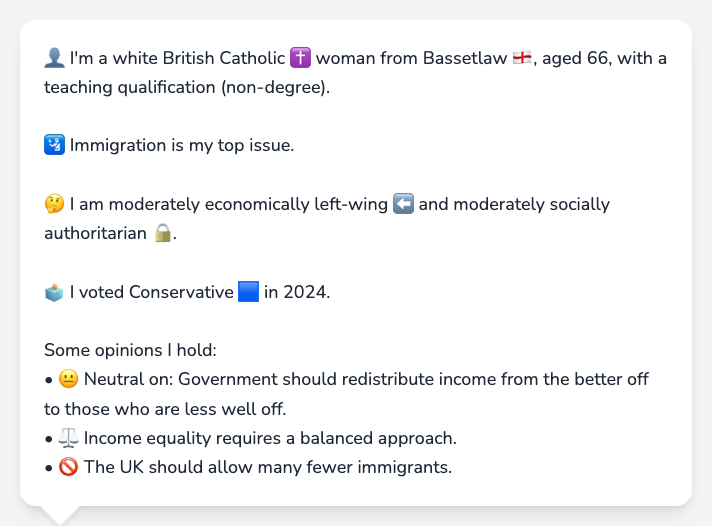 👤 I'm a white British Catholic ✝️ woman from Bassetlaw 🏴󠁧󠁢󠁥󠁮󠁧󠁿, aged 66, with a
teaching qualification (non-degree).
🛂 Immigration is my top issue.
🤔 I am moderately economically left-wing ⬅️ and moderately socially
authoritarian 🔒.
🗳️ I voted Conservative 🟦 in 2024.
Some opinions I hold:
• 😐 Neutral on: Government should redistribute income from the better off
to those who are less well off.
• ⚖️ Income equality requires a balanced approach.
• 🚫 The UK should allow many fewer immigrants.